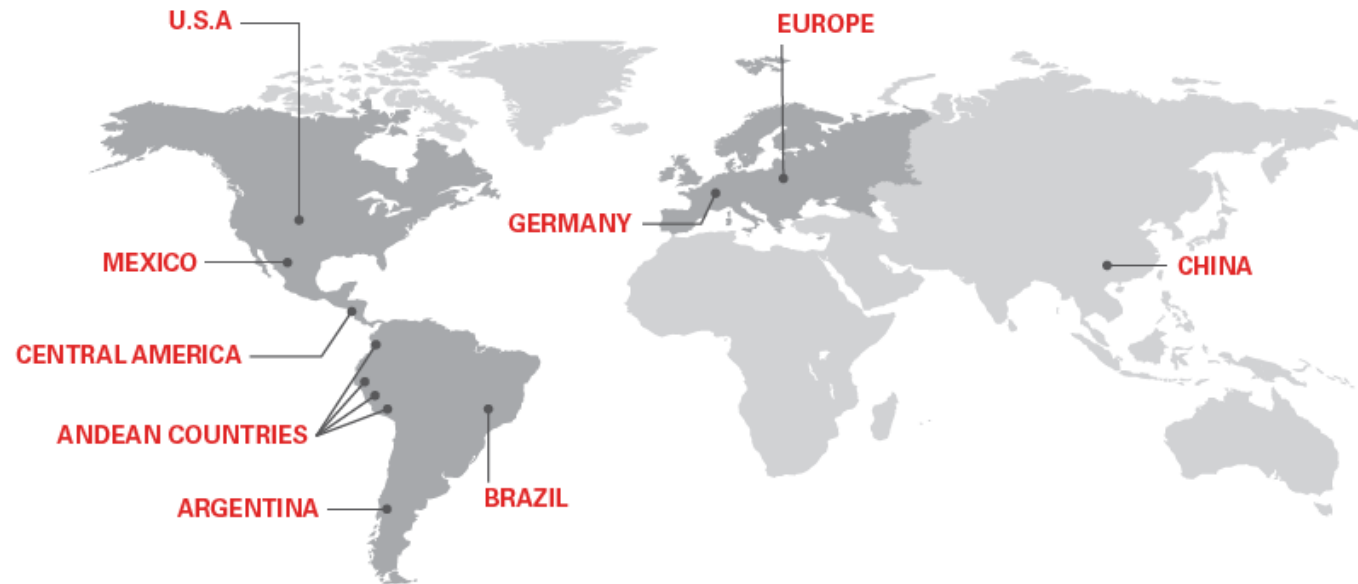 U.S.A
EUROPE
GERMANY
MEXICO
CHINA
CENTRAL AMERICA
ANDEAN COUNTRIES
BRAZIL
ARGENTINA